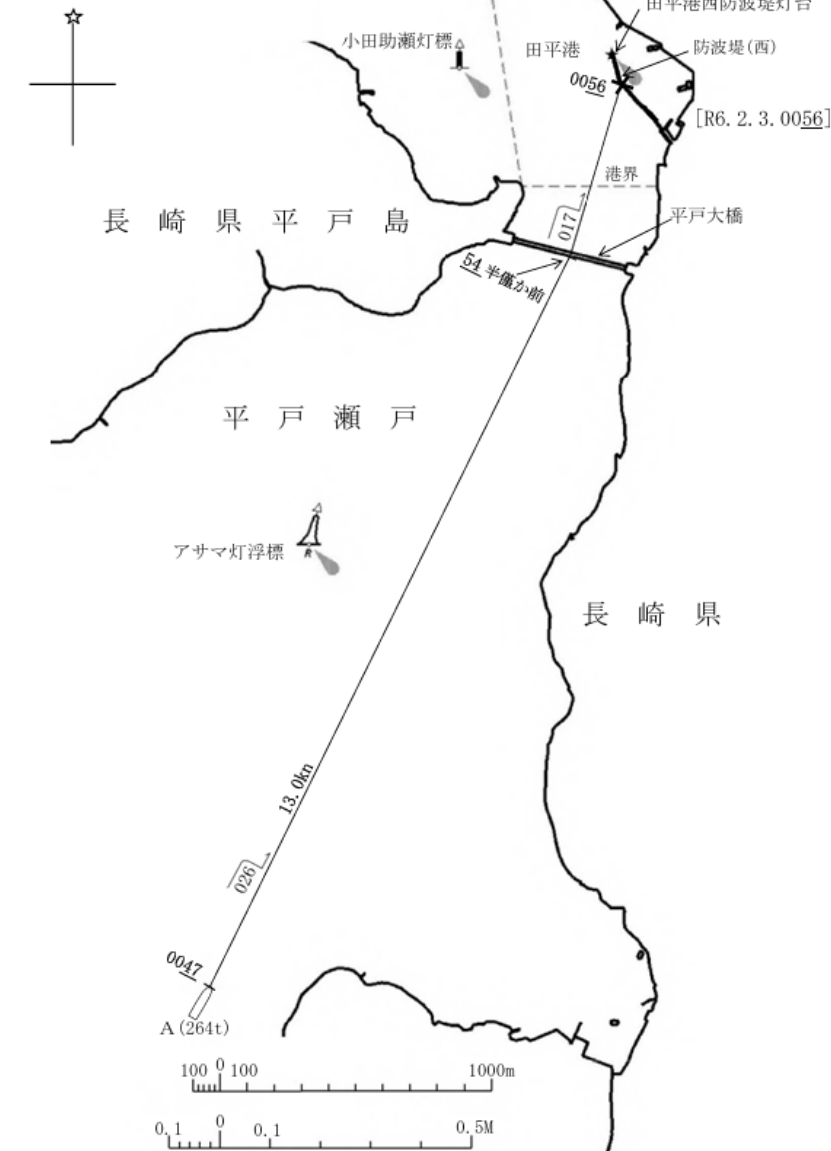 田平港西防波堤灯台
小田助瀬灯標
田平港
防波堤(西)
0056
[R6.2.3.0056]
港界
長崎県平戸島
017
平戸大橋
54半僅か前
平戸瀬戸
アサマ灯浮標
R
長崎県
13.0kn
026
0047
A(264t)
100 0 100 1000m
0.1 0 0.1 0.5M